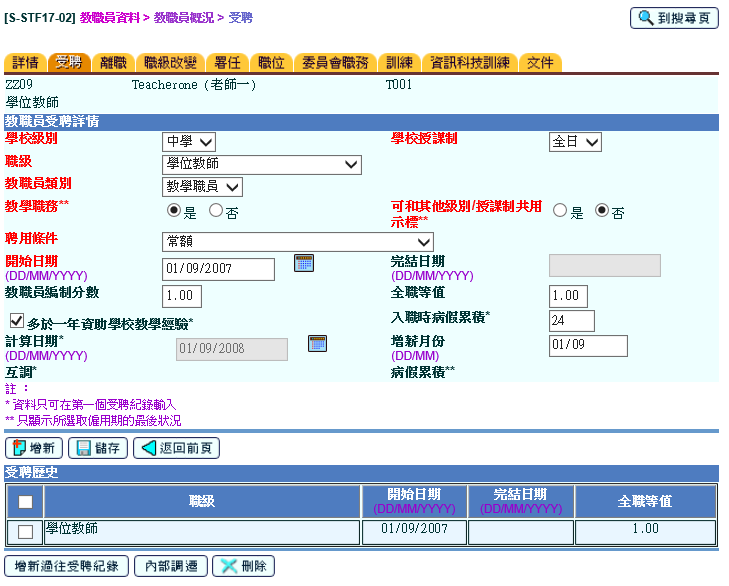 [S-STF17-02] 教職員資料 > 教職員概況 > 受聘
到搜尋頁
詳情 受聘 離職 職級改變 署任 職位 委員會職務 訓練 資訊科技訓練 文件
ZZ09 Teacherone (老師一) T001
學位教師
教職員受聘詳情
學校級別 中學 學校授課制 全日
職級 學位教師
教職員類別 教學職員
教學職務** 是 否 可和其他級別/授課制共用
示標** 是 否
聘用條件 常額
開始日期 01/09/2007 完結日期
(DD/MM/YYYY) (DD/MM/YYYY)
教職員編制分數 1.00 全職等值 1.00
多於一年資助學校教學經驗* 入職時病假累積* 24
計算日期* 01/09/2008 增薪月份 01/09
(DD/MM/YYYY) (DD/MM)
互調* 病假累積**
註 ：
* 資料只可在第一個受聘紀錄輸入
** 只顯示所選取僱用期的最後狀況
增新 儲存 返回前頁
受聘歷史
職級 開始日期 完結日期 全職等值
(DD/MM/YYYY) (DD/MM/YYYY)
學位教師 01/09/2007 1.00
增新過往受聘紀錄 內部調遷 刪除